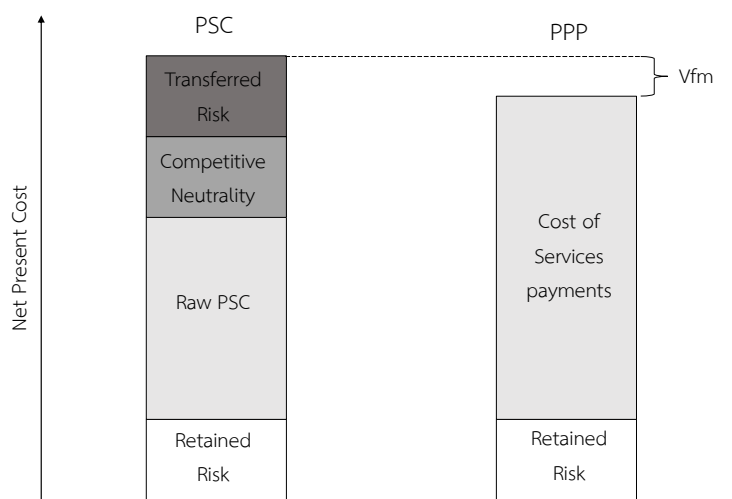 PSC
PPP
Vfm
Transferred
Risk
Competitive
Neutrality
Raw PSC
Retained
Risk
Cost of
Services
payments
Retained
Risk
Net Present Cost